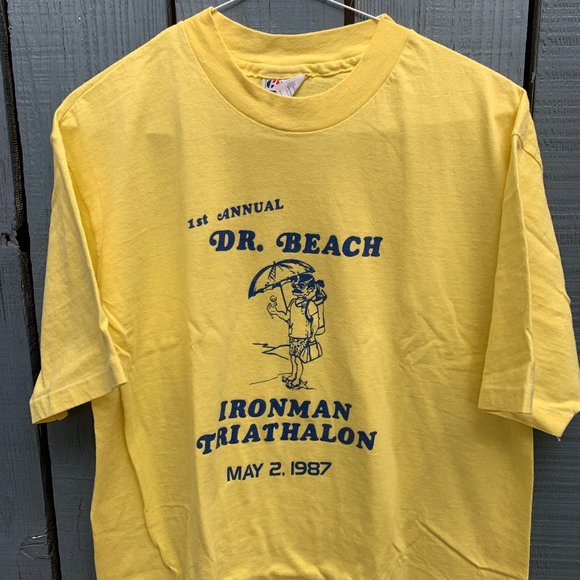 1st ANNUAL
DR. BEACH
IRONMAN
TRIATHALON
MAY 2, 1987